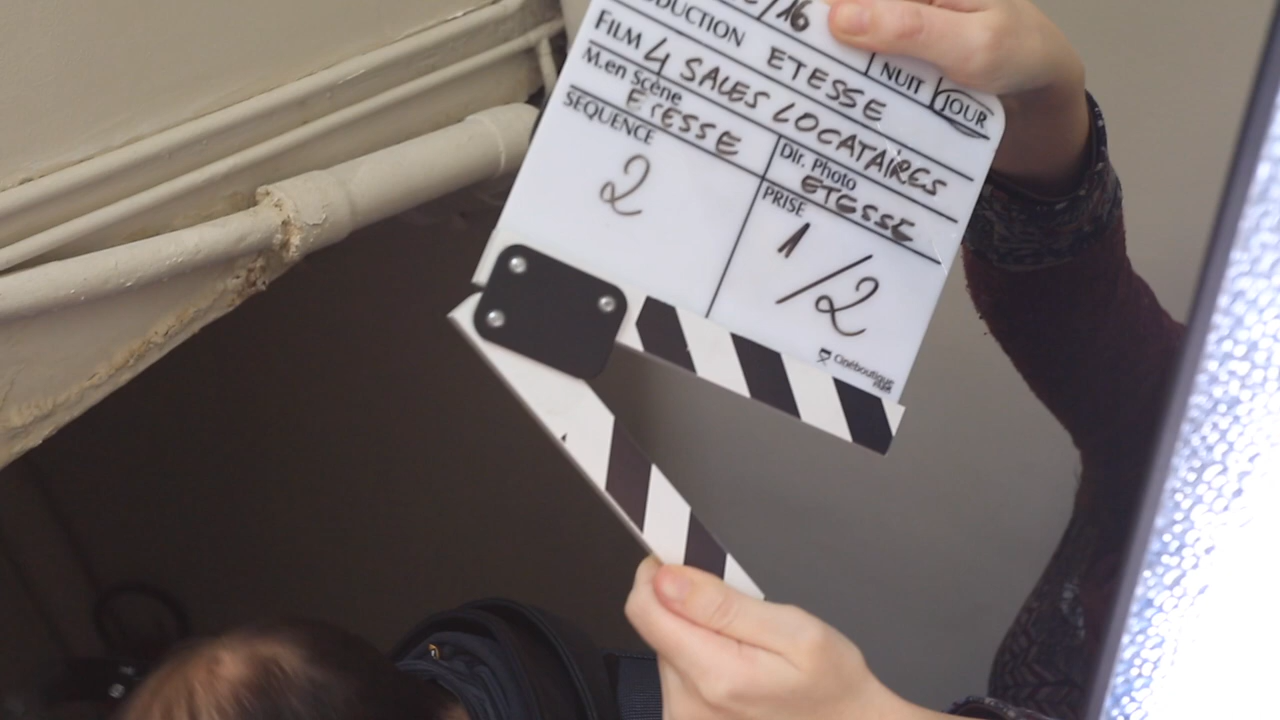 /16
PRODUCTION ETESSE NUIT JOUR
FILM 4 SALES LOCATAIRES
M.en Scène ETESSE Dir. Photo ETESSE
SEQUENCE 2 PRISE 1/2
Cinéboutique